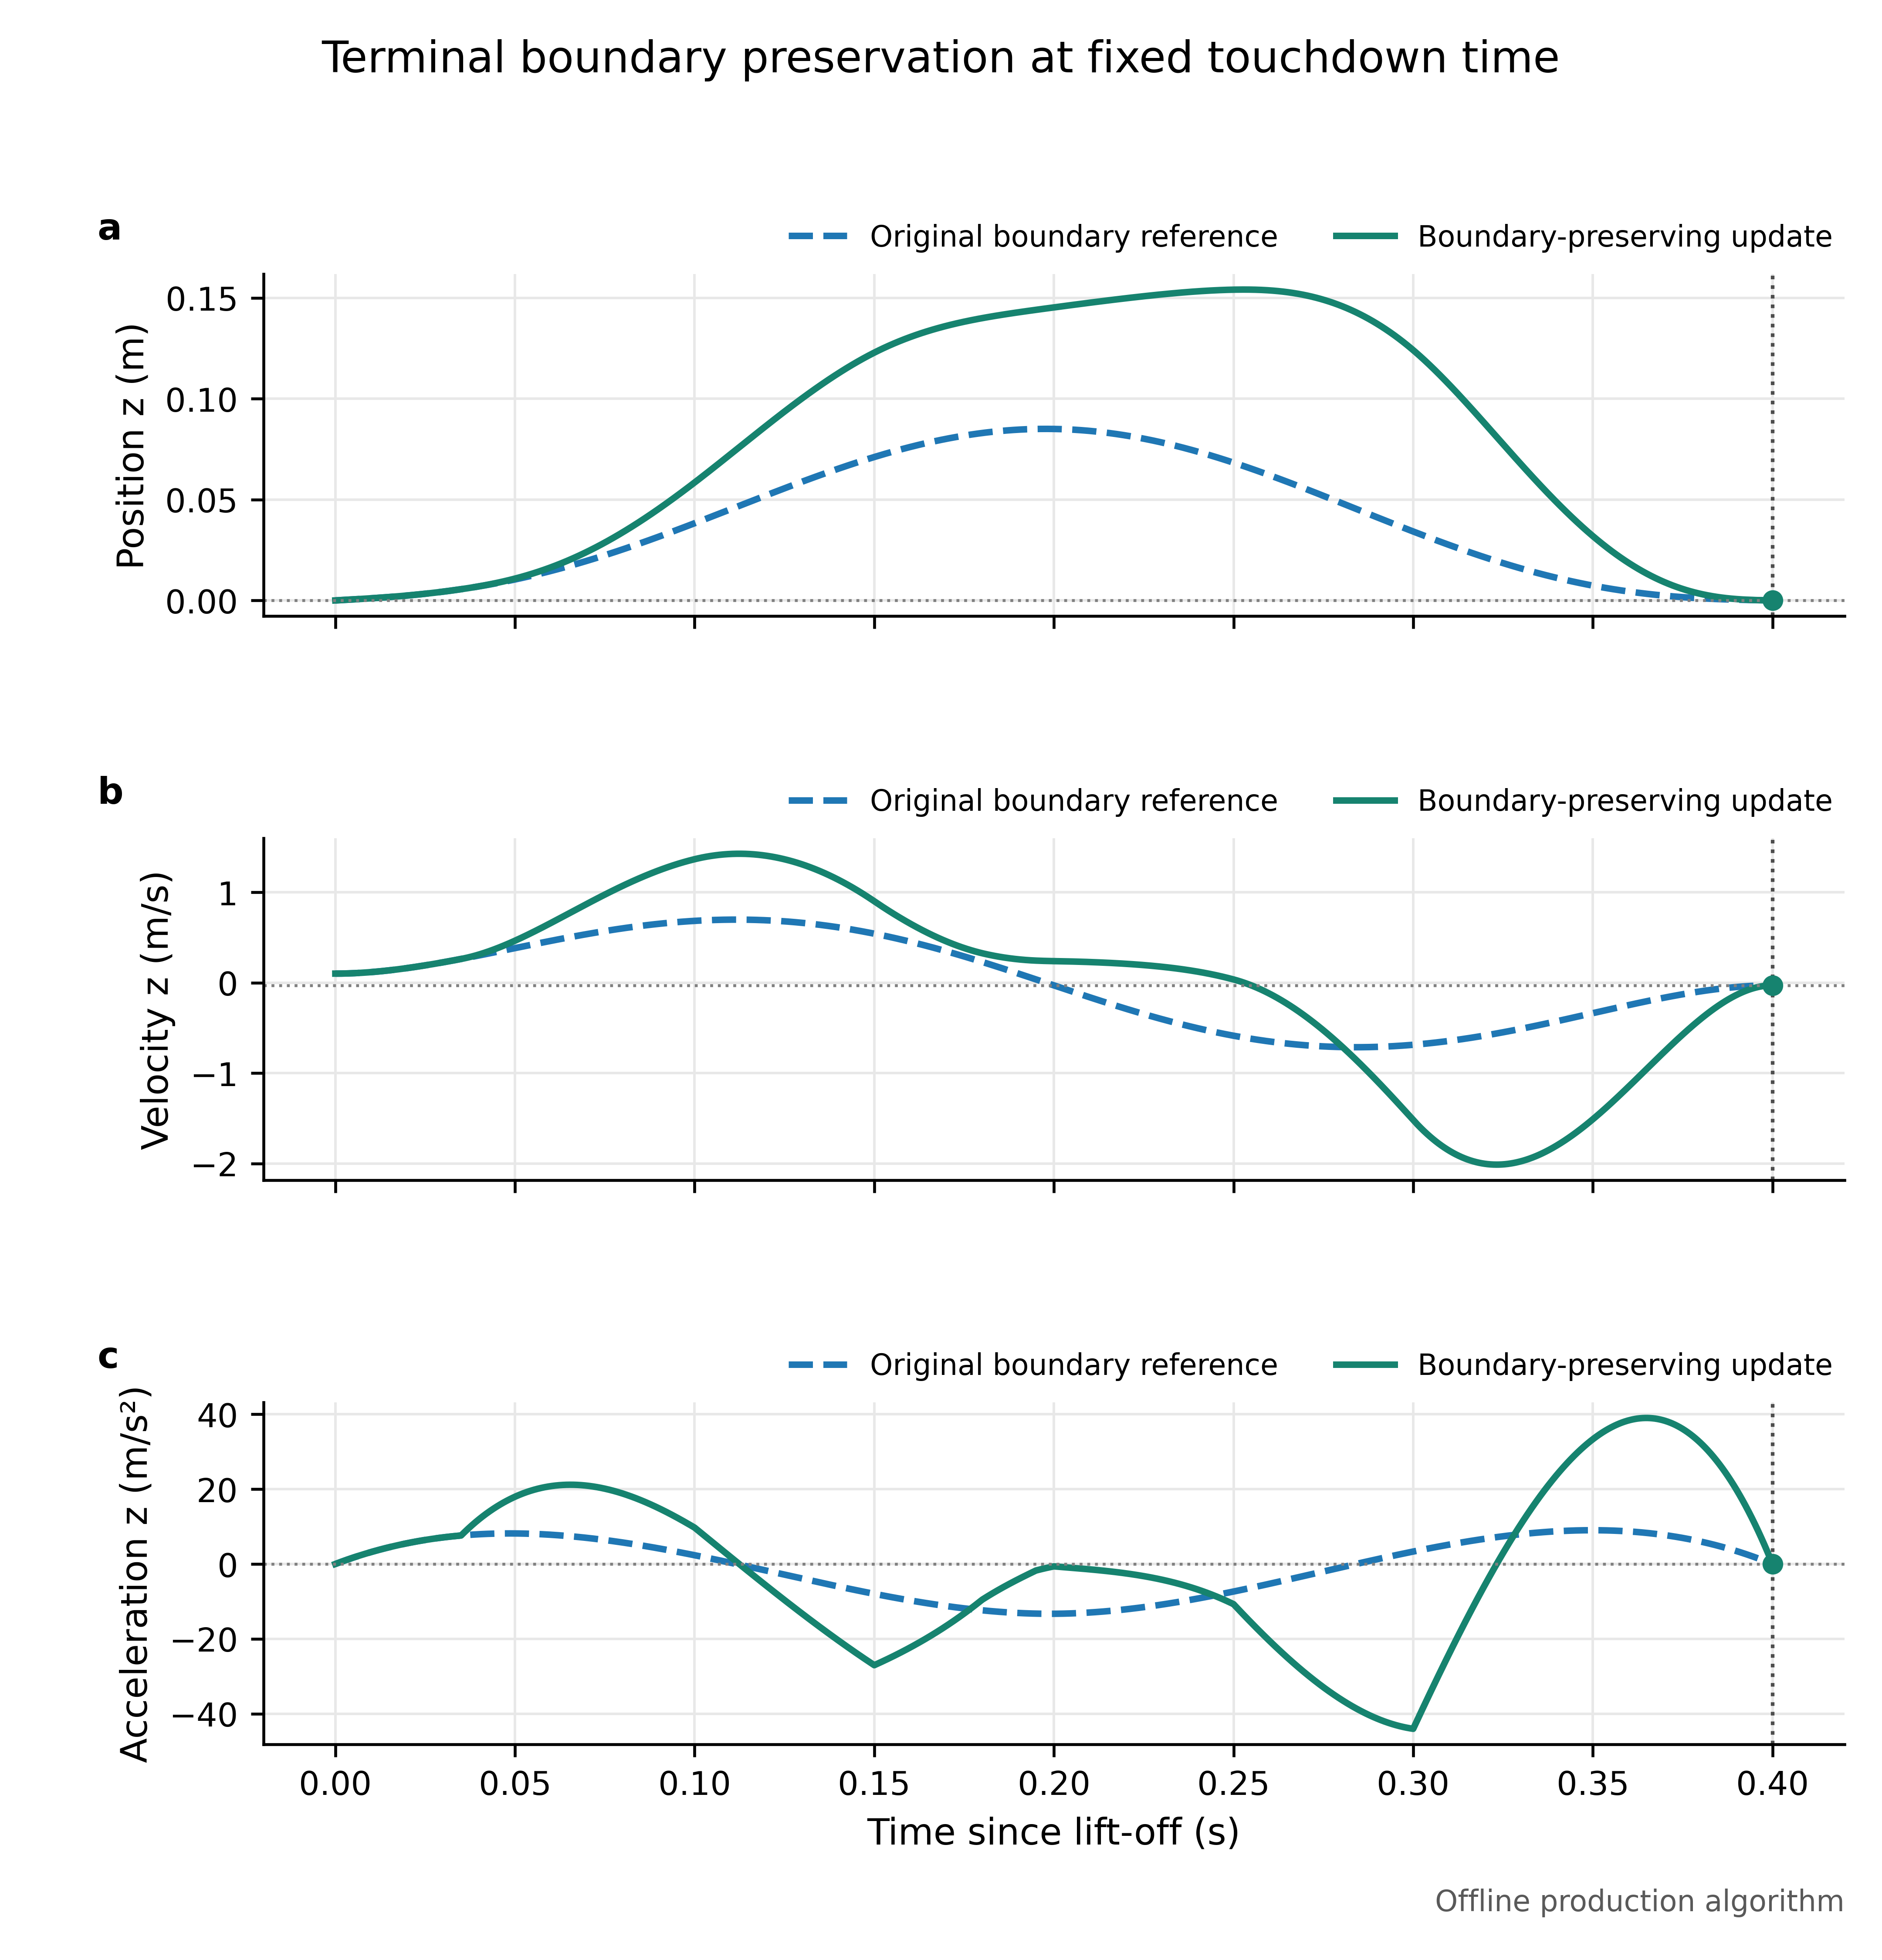 Terminal boundary preservation at fixed touchdown time
a
Original boundary reference Boundary-preserving update
Position z (m)
0.15
0.10
0.05
0.00
b
Original boundary reference Boundary-preserving update
Velocity z (m/s)
1
0
−1
−2
c
Original boundary reference Boundary-preserving update
Acceleration z (m/s²)
40
20
0
−20
−40
0.00 0.05 0.10 0.15 0.20 0.25 0.30 0.35 0.40
Time since lift-off (s)
Offline production algorithm